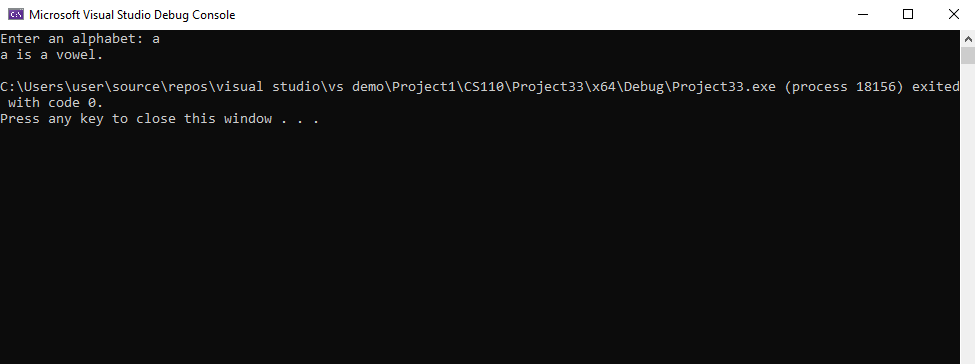 Microsoft Visual Studio Debug Console
Enter an alphabet: a
a is a vowel.
C:\Users\user\source\repos\visual studio\vs demo\Project1\CS110\Project33\x64\Debug\Project33.exe (process 18156) exited
with code 0.
Press any key to close this window . . .